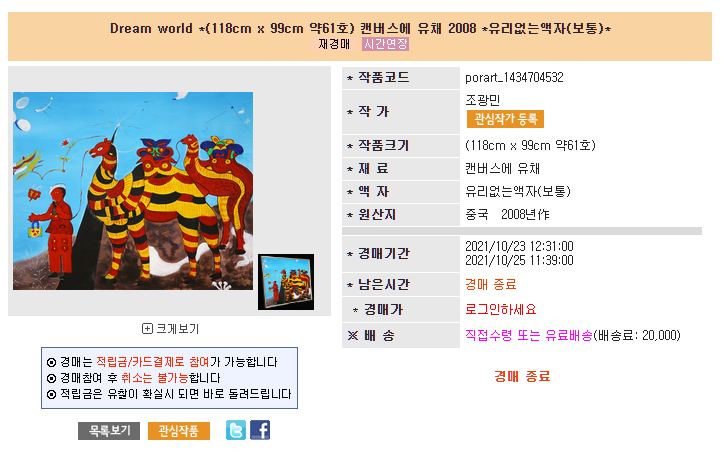 Dream world *(118cm x 99cm 약61호) 캔버스에 유채 2008 *유리없는액자(보통)*
재경매 시간연장
* 작품코드 porart_1434704532
* 작 가 조광민
관심작가 등록
* 작품크기 (118cm x 99cm 약61호)
* 재 료 캔버스에 유채
* 액 자 유리없는액자(보통)
* 원산지 중국 2008년作
* 경매기간 2021/10/23 12:31:00
2021/10/25 11:39:00
* 남은시간 경매 종료
* 경매가 로그인하세요
※ 배 송 직접수령 또는 유료배송(배송료: 20,000)
경매 종료
크게보기
경매는 적립금/카드결제로 참여가 가능합니다
경매참여 후 취소는 불가능합니다
적립금은 유찰이 확실시 되면 바로 돌려드립니다
목록보기 관심작품